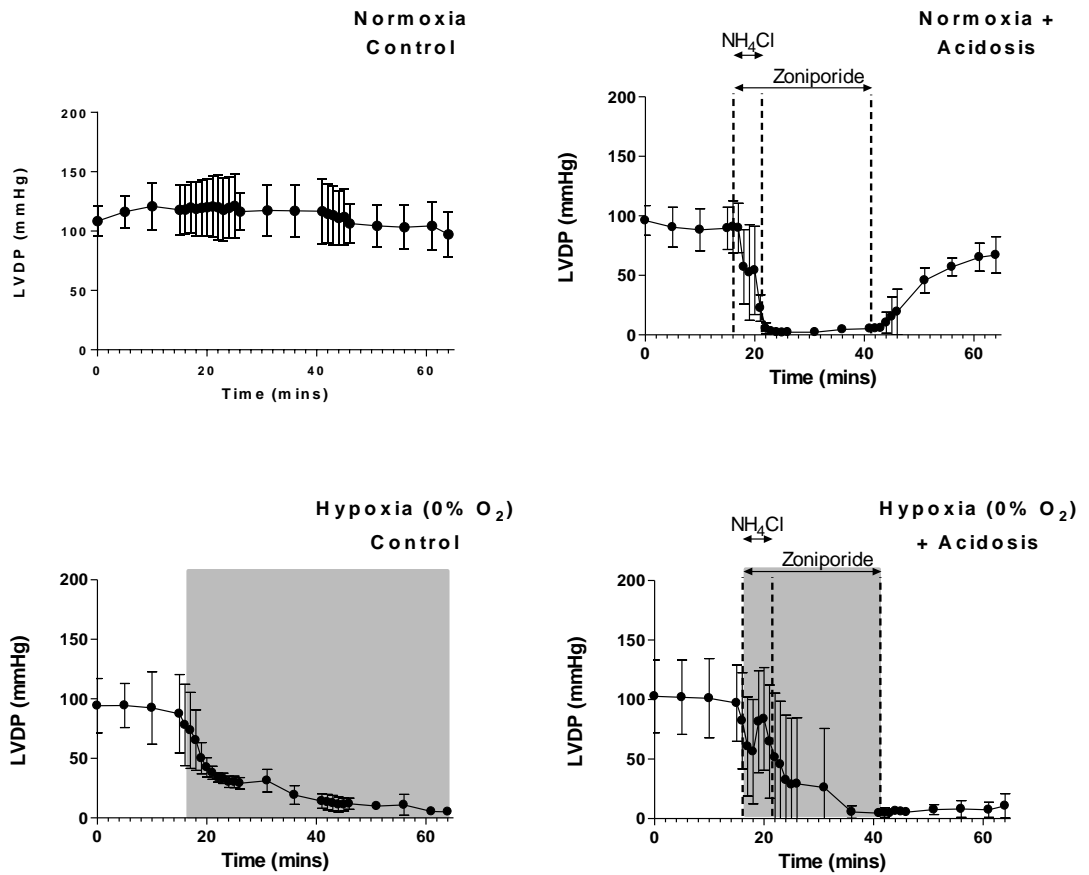 Normoxia
Control
200
150
100
50
0
LVDP (mmHg)
0 20 40 60
Time (mins)
Normoxia +
Acidosis
NH4Cl
Zoniporide
200
150
100
50
0
LVDP (mmHg)
0 20 40 60
Time (mins)
Hypoxia (0% O2)
Control
200
150
100
50
0
LVDP (mmHg)
0 20 40 60
Time (mins)
Hypoxia (0% O2)
+ Acidosis
NH4Cl
Zoniporide
200
150
100
50
0
LVDP (mmHg)
0 20 40 60
Time (mins)